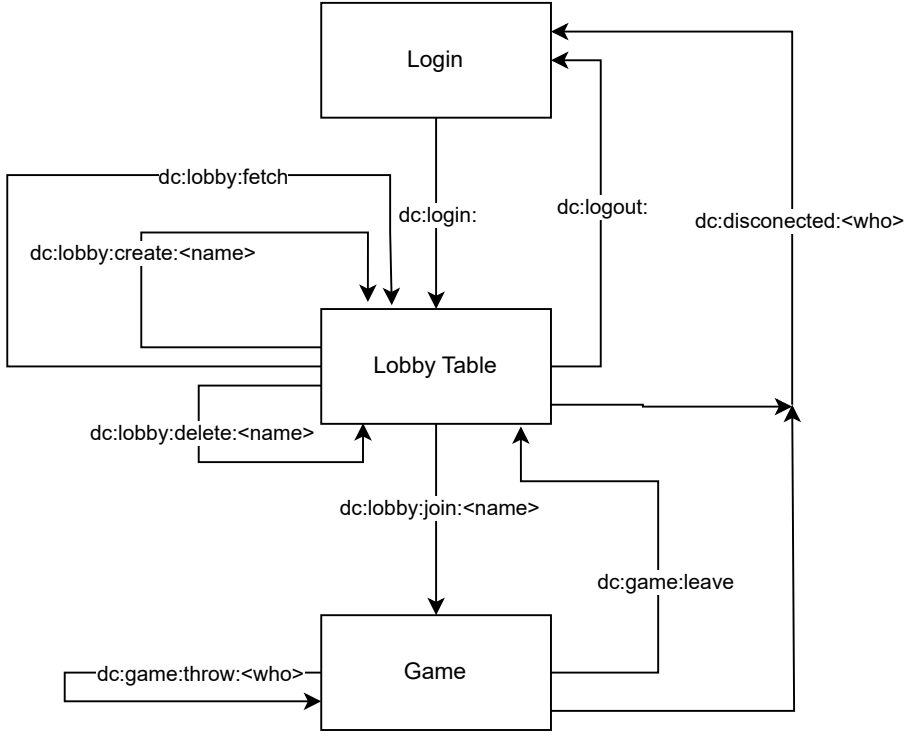 Login
dc:lobby:fetch
dc:login:
dc:logout:
dc:disconected:<who>
dc:lobby:create:<name>
Lobby Table
dc:lobby:delete:<name>
dc:lobby:join:<name>
dc:game:leave
Game
dc:game:throw:<who>